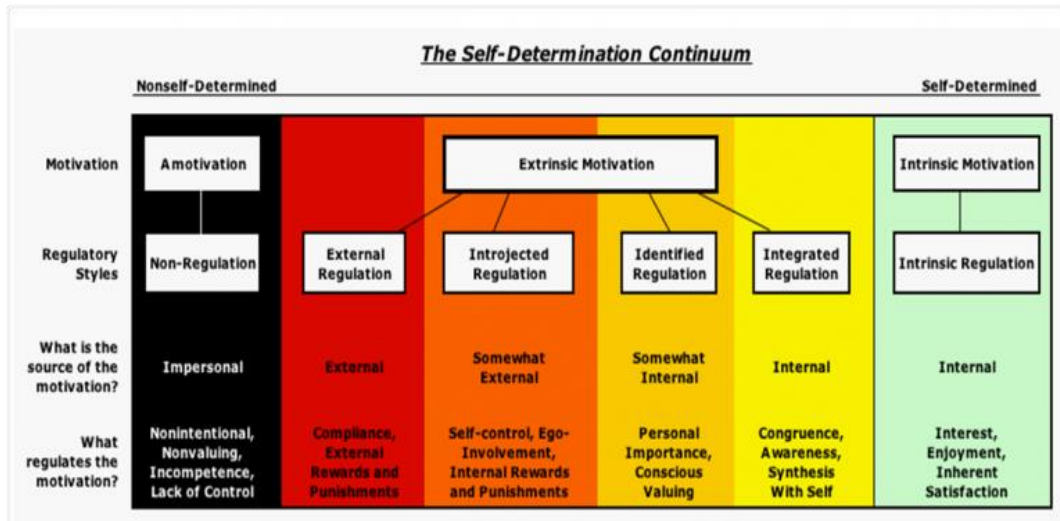 The Self-Determination Continuum
Nonself-Determined Self-Determined
Motivation
Amotivation
Extrinsic Motivation
Intrinsic Motivation
Regulatory
Styles
Non-Regulation
External
Regulation
Introjected
Regulation
Identified
Regulation
Integrated
Regulation
Intrinsic Regulation
What is the
source of the
motivation?
Impersonal
External
Somewhat
External
Somewhat
Internal
Internal
Internal
What
regulates the
motivation?
Nonintentional,
Nonvaluing,
Incompetence,
Lack of Control
Compliance,
External
Rewards and
Punishments
Self-control, Ego-
Involvement,
Internal Rewards
and Punishments
Personal
Importance,
Conscious
Valuing
Congruence,
Awareness,
Synthesis
With Self
Interest,
Enjoyment,
Inherent
Satisfaction